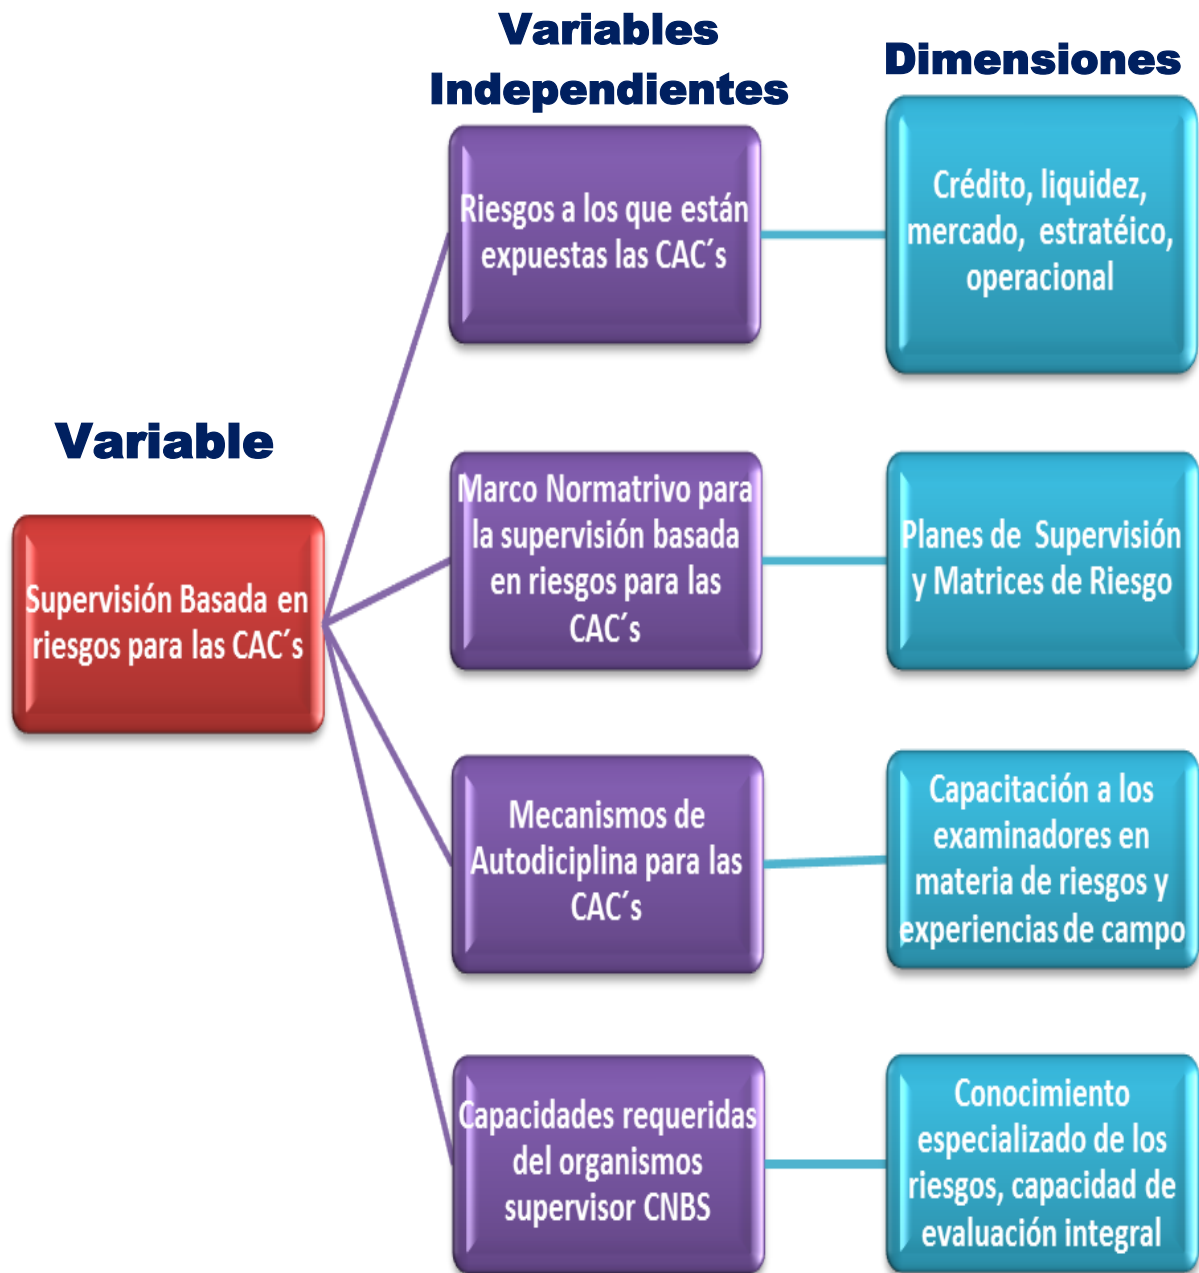 Variables
Independientes
Dimensiones
Riesgos a los que están
expuestas las CAC´s
Crédito, liquidez,
mercado, estratéico,
operacional
Variable
Supervisión Basada en
riesgos para las CAC´s
Marco Normatrivo para
la supervisión basada
en riesgos para las
CAC´s
Planes de Supervisión
y Matrices de Riesgo
Mecanismos de
Autodiciplina para las
CAC´s
Capacitación a los
examinadores en
materia de riesgos y
experiencias de campo
Capacidades requeridas
del organismos
supervisor CNBS
Conocimiento
especializado de los
riesgos, capacidad de
evaluación integral